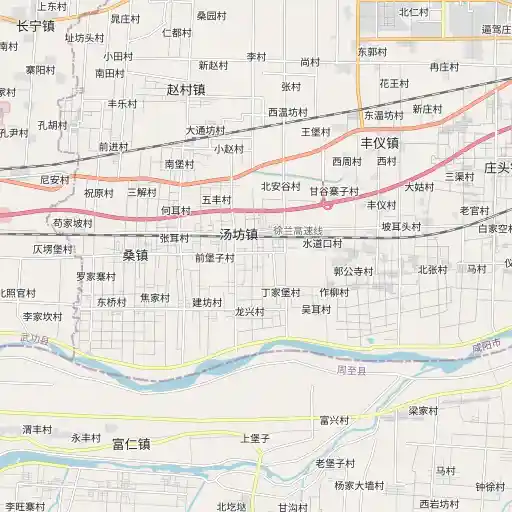 上东村
晁庄村
桑园村
北仁村
长宁镇
逼驾庄
址坊头村
仁都村
南村
小田村
李村
尚村
东郭村
寨阳村
南田村
新赵村
冉庄村
家村
赵村镇
张村
花王村
东乐村
西温坊村
东温坊村
新庄村
孔尹村
孔胡村
大通坊村
王堡村
前进村
小赵村
丰仪镇
南堡村
西周村
西村
庄头
尼安村
三渠村
祝原村
三解村
五丰村
北安谷村
甘谷寨子村
大姑村
何耳村
丰仪村
老官村
苟家坡村
张耳村
汤坊镇
徐兰高速线
坡耳头村
白家空
仄塄堡村
桑镇
前堡子村
水道口村
罗家寨村
郭公寺村
北张村
马村
仪
北照官村
焦家村
丁家堡村
作柳村
东桥村
建坊村
李家坎村
龙兴村
吴耳村
武功县
咸阳市
周至县
梁家村
富兴村
渭丰村
永丰村
富仁镇
上堡子
老堡子村
马村
杨家大墙村
钟徐村
李旺寨村
北圪垯
甘沟村
西岩坊村